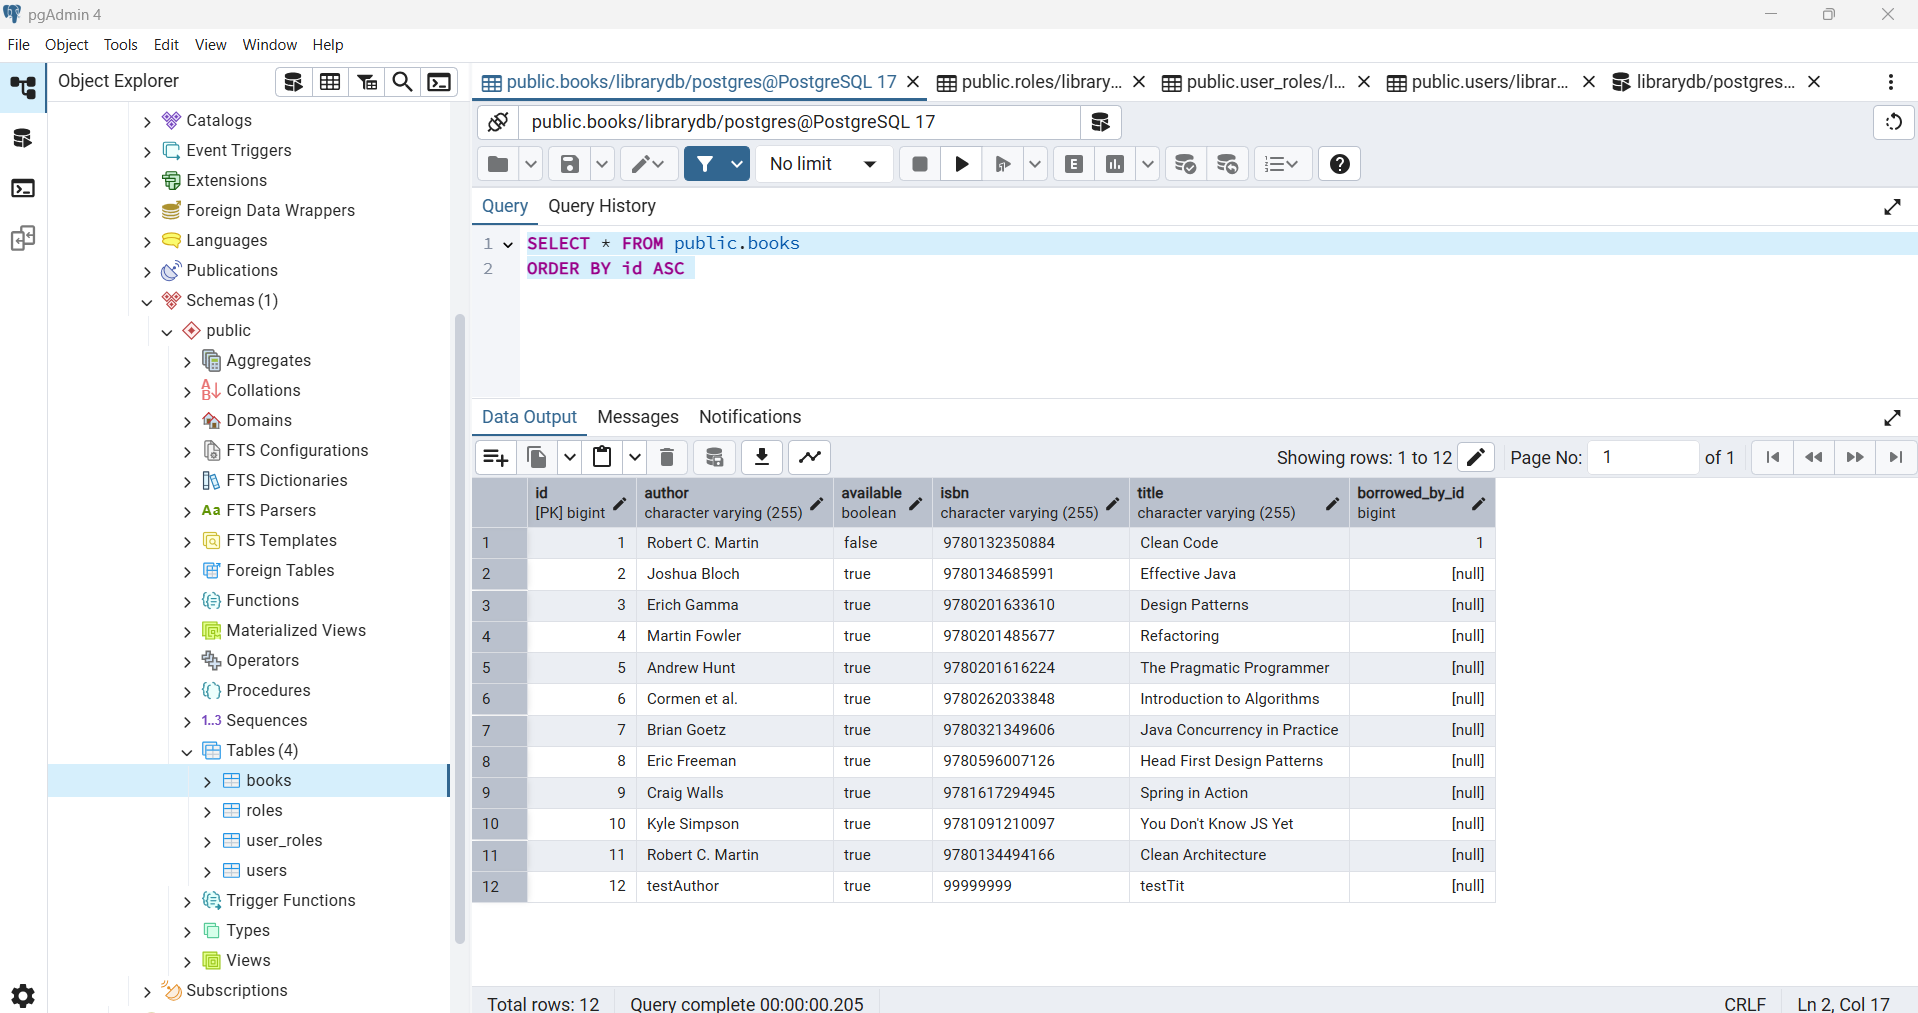 pgAdmin 4
File Object Tools Edit View Window Help
Object Explorer
public.books/librarydb/postgres@PostgreSQL 17
public.roles/library...
public.user_roles/l...
public.users/librar...
librarydb/postgres...
Catalogs
Event Triggers
Extensions
Foreign Data Wrappers
Languages
Publications
Schemas (1)
public
Aggregates
Collations
Domains
FTS Configurations
FTS Dictionaries
Aa FTS Parsers
FTS Templates
Foreign Tables
Functions
Materialized Views
Operators
Procedures
1..3 Sequences
Tables (4)
books
roles
user_roles
users
Trigger Functions
Types
Views
Subscriptions
public.books/librarydb/postgres@PostgreSQL 17
No limit
E
Query Query History
1 SELECT * FROM public.books
2 ORDER BY id ASC
Data Output Messages Notifications
Showing rows: 1 to 12 Page No: 1 of 1
id author available isbn title borrowed_by_id
[PK] bigint character varying (255) boolean character varying (255) character varying (255) bigint
1 1 Robert C. Martin false 9780132350884 Clean Code 1
2 2 Joshua Bloch true 9780134685991 Effective Java [null]
3 3 Erich Gamma true 9780201633610 Design Patterns [null]
4 4 Martin Fowler true 9780201485677 Refactoring [null]
5 5 Andrew Hunt true 9780201616224 The Pragmatic Programmer [null]
6 6 Cormen et al. true 9780262033848 Introduction to Algorithms [null]
7 7 Brian Goetz true 9780321349606 Java Concurrency in Practice [null]
8 8 Eric Freeman true 9780596007126 Head First Design Patterns [null]
9 9 Craig Walls true 9781617294945 Spring in Action [null]
10 10 Kyle Simpson true 9781091210097 You Don't Know JS Yet [null]
11 11 Robert C. Martin true 9780134494166 Clean Architecture [null]
12 12 testAuthor true 99999999 testTit [null]
Total rows: 12 Query complete 00:00:00.205 CRLF Ln 2, Col 17